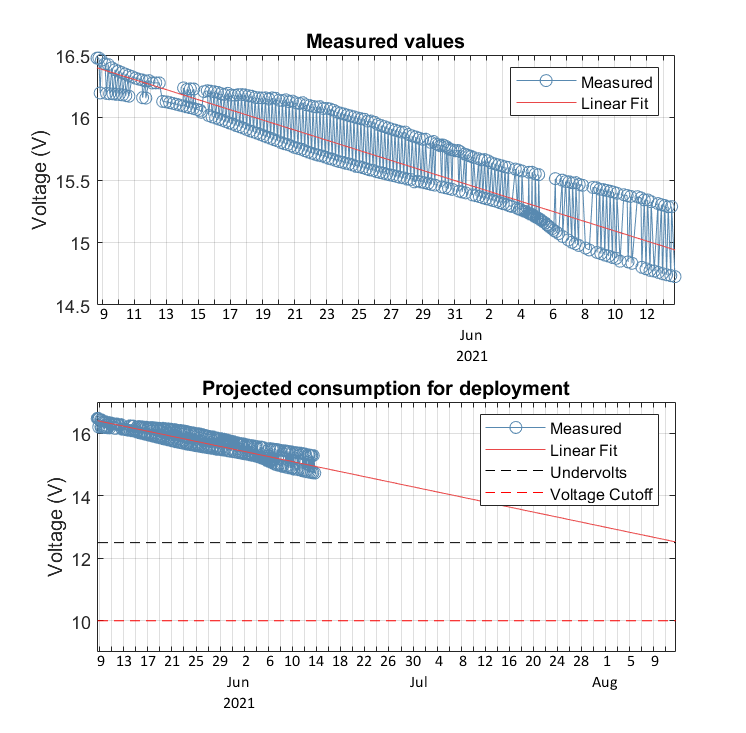 Measured values
Voltage (V)
16.5
16
15.5
15
14.5
Measured
Linear Fit
9 11 13 15 17 19 21 23 25 27 29 31 2 4 6 8 10 12
Jun
2021
Projected consumption for deployment
Voltage (V)
16
14
12
10
Measured
Linear Fit
Undervolts
Voltage Cutoff
9 13 17 21 25 29 2 6 10 14 18 22 26 30 4 8 12 16 20 24 28 1 5 9
Jun Jul Aug
2021